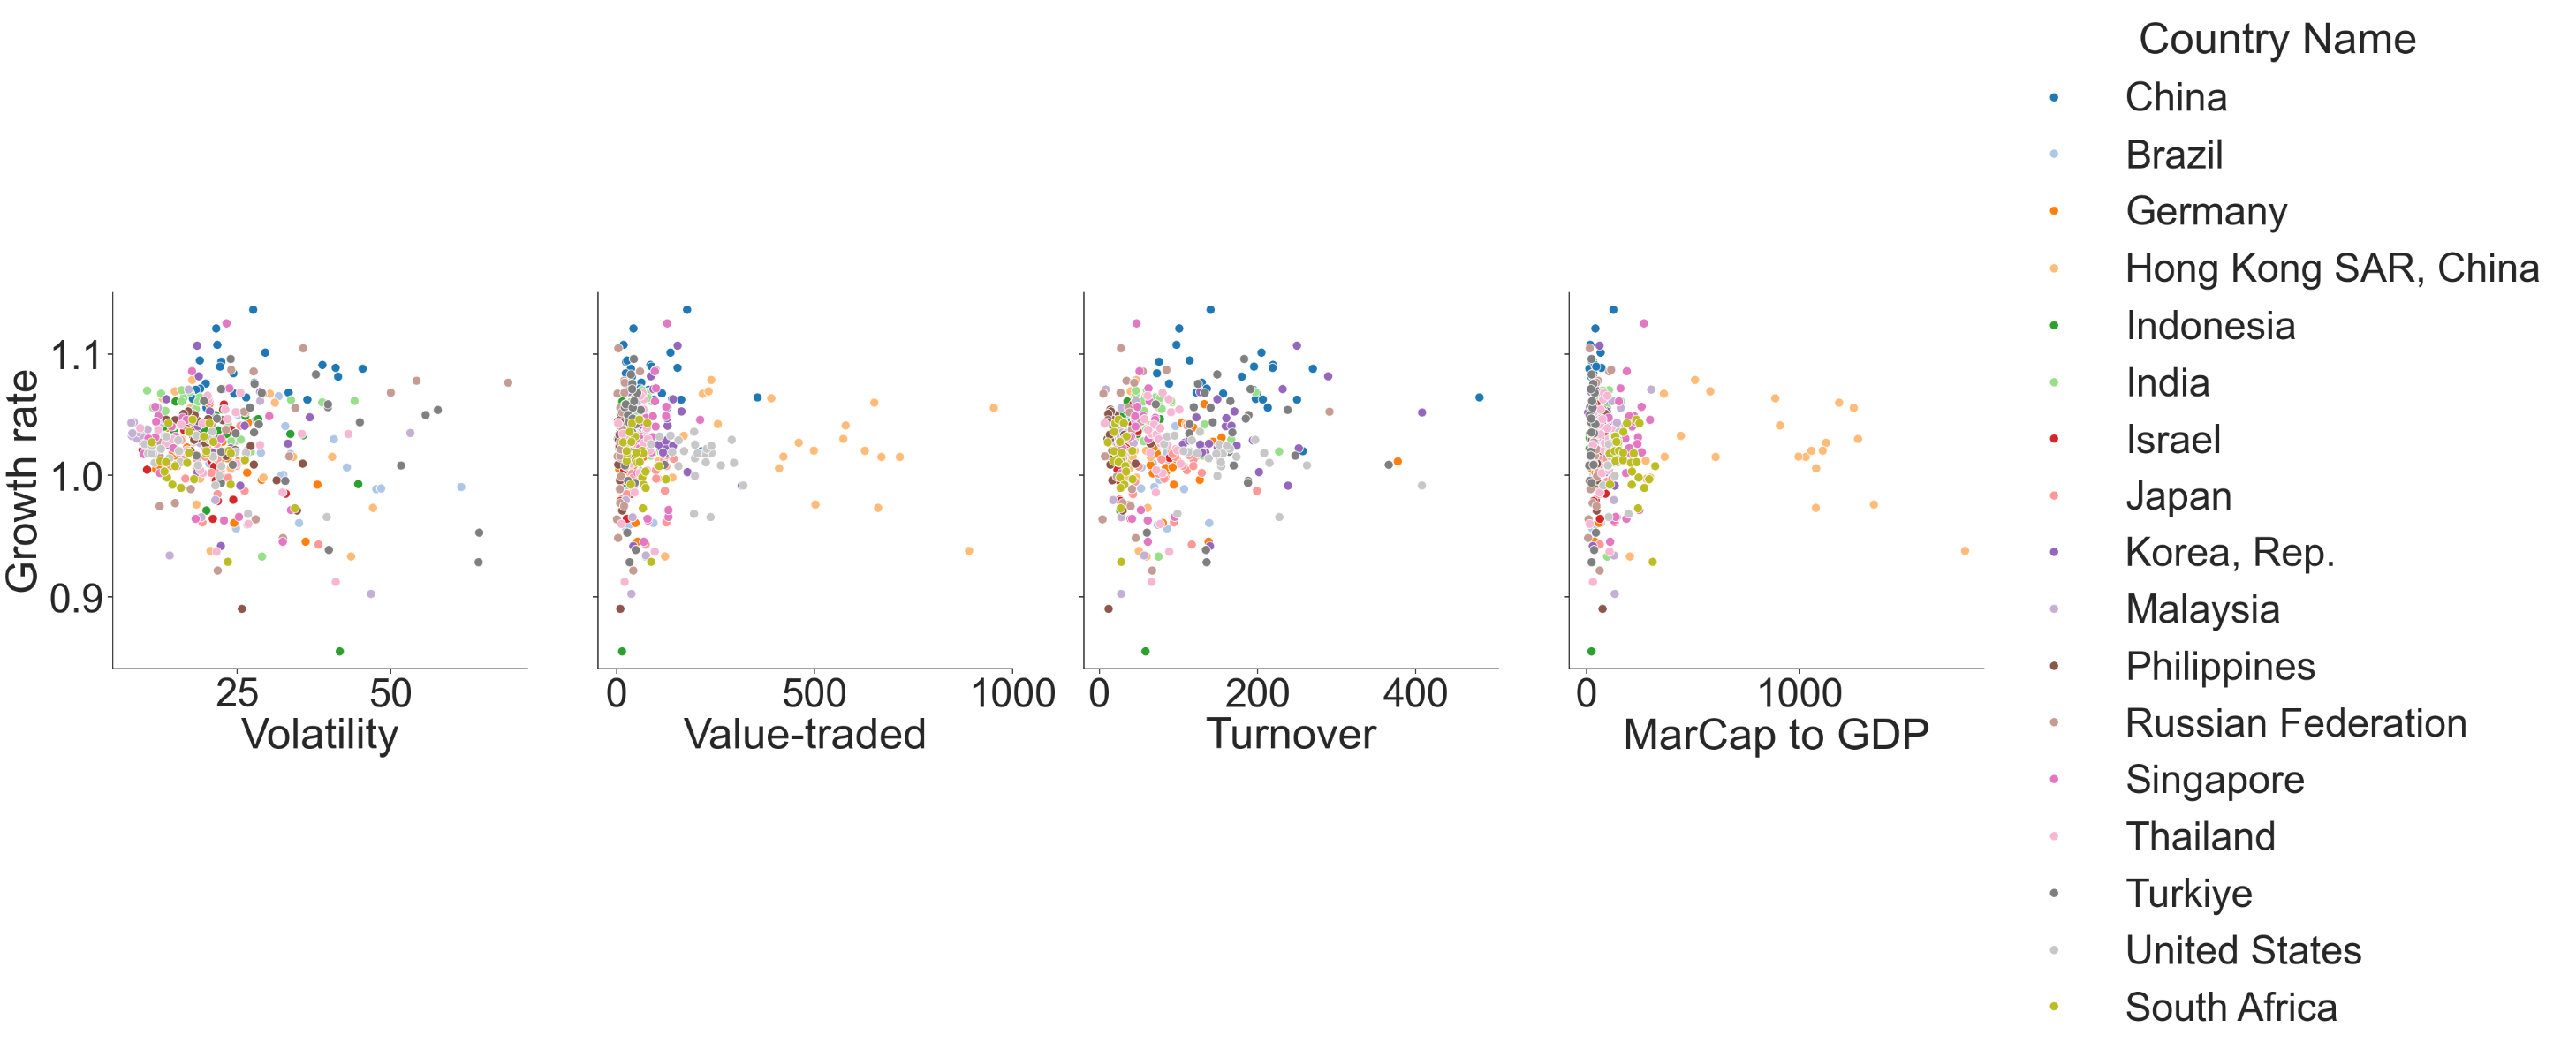 Country Name
China
Brazil
Germany
Hong Kong SAR, China
Indonesia
India
Israel
Japan
Korea, Rep.
Malaysia
Philippines
Russian Federation
Singapore
Thailand
Turkiye
United States
South Africa
Growth rate
1.1
1.0
0.9
25 50
Volatility
0 500 1000
Value-traded
0 200 400
Turnover
0 1000
MarCap to GDP